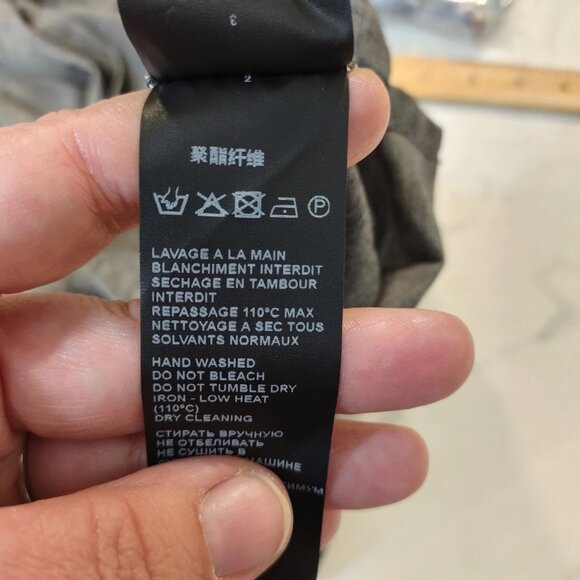 3
2
聚酯纤维
P
LAVAGE A LA MAIN
BLANCHIMENT INTERDIT
SECHAGE EN TAMBOUR
INTERDIT
REPASSAGE 110°C MAX
NETTOYAGE A SEC TOUS
SOLVANTS NORMAUX
HAND WASHED
DO NOT BLEACH
DO NOT TUMBLE DRY
IRON - LOW HEAT
(110°C)
DRY CLEANING
СТИРАТЬ ВРУЧНУЮ
НЕ ОТБЕЛИВАТЬ
НЕ СУШИТЬ В